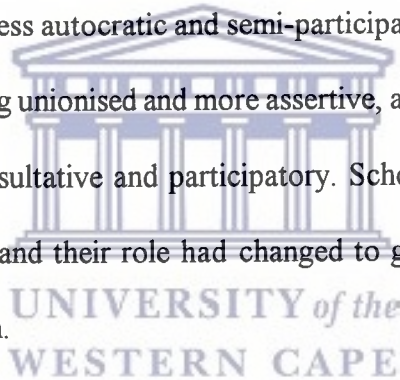 ess autocratic and semi-participa
g unionised and more assertive, a
sultative and participatory. Sch
and their role had changed to g
UNIVERSITY of the
.
WESTERN CAPE